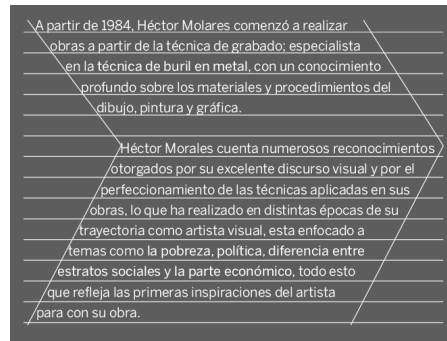 A partir de 1984, Héctor Molares comenzó a realizar
obras a partir de la técnica de grabado; especialista
en la técnica de buril en metal, con un conocimiento
profundo sobre los materiales y procedimientos del
dibujo, pintura y gráfica.
Héctor Morales cuenta numerosos reconocimientos
otorgados por su excelente discurso visual y por el
perfeccionamiento de las técnicas aplicadas en sus
obras, lo que ha realizado en distintas épocas de su
trayectoria como artista visual, esta enfocado a
temas como la pobreza, política, diferencia entre
estratos sociales y la parte económico, todo esto
que refleja las primeras inspiraciones del artista
para con su obra.